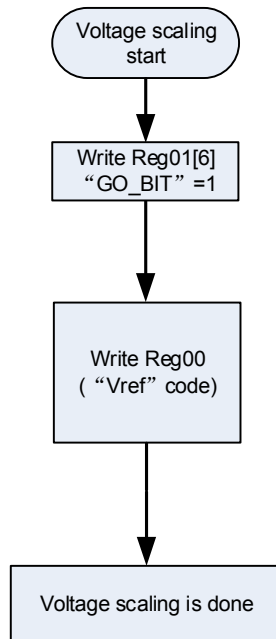 Voltage scaling
start
Write Reg01[6]
“GO_BIT” =1
Write Reg00
( “Vref” code)
Voltage scaling is done